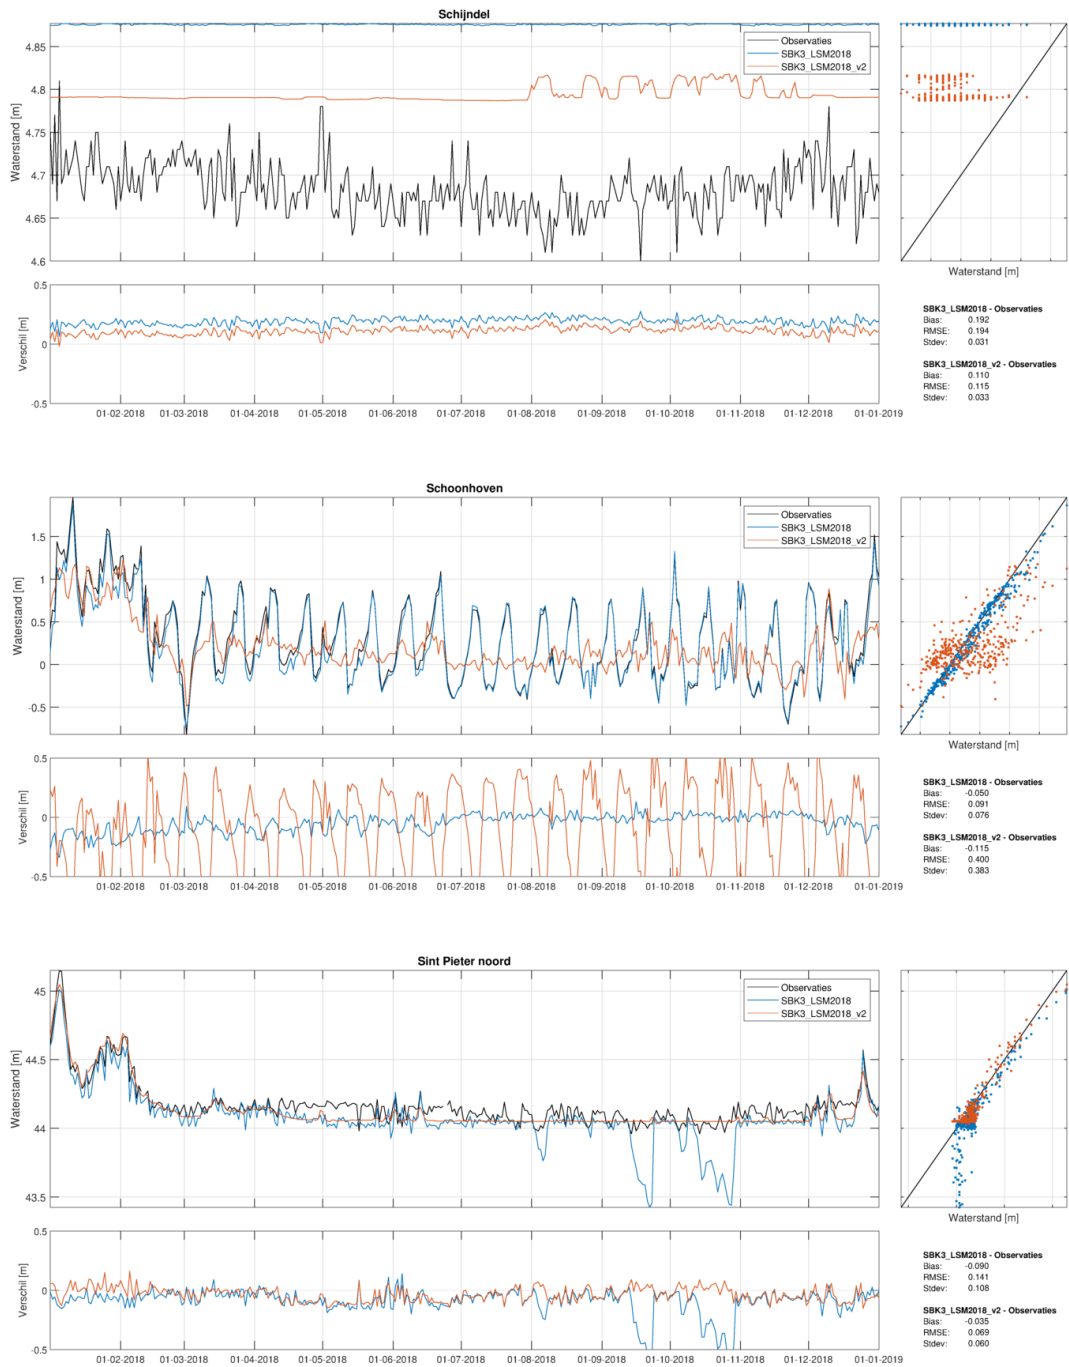 Schijndel
Waterstand [m]
4.85
4.8
4.75
4.7
4.65
4.6
Observaties
SBK3_LSM2018
SBK3_LSM2018_v2
Waterstand [m]
Verschil [m]
0.5
0
-0.5
01-02-2018 01-03-2018 01-04-2018 01-05-2018 01-06-2018 01-07-2018 01-08-2018 01-09-2018 01-10-2018 01-11-2018 01-12-2018 01-01-2019
SBK3_LSM2018 - Observaties
Bias: 0.192
RMSE: 0.194
Stdev: 0.031
SBK3_LSM2018_v2 - Observaties
Bias: 0.110
RMSE: 0.115
Stdev: 0.033
Schoonhoven
Waterstand [m]
1.5
1
0.5
0
-0.5
Observaties
SBK3_LSM2018
SBK3_LSM2018_v2
Waterstand [m]
Verschil [m]
0.5
0
-0.5
01-02-2018 01-03-2018 01-04-2018 01-05-2018 01-06-2018 01-07-2018 01-08-2018 01-09-2018 01-10-2018 01-11-2018 01-12-2018 01-01-2019
SBK3_LSM2018 - Observaties
Bias: -0.050
RMSE: 0.091
Stdev: 0.076
SBK3_LSM2018_v2 - Observaties
Bias: -0.115
RMSE: 0.400
Stdev: 0.383
Sint Pieter noord
Waterstand [m]
45
44.5
44
43.5
Observaties
SBK3_LSM2018
SBK3_LSM2018_v2
Waterstand [m]
Verschil [m]
0.5
0
-0.5
01-02-2018 01-03-2018 01-04-2018 01-05-2018 01-06-2018 01-07-2018 01-08-2018 01-09-2018 01-10-2018 01-11-2018 01-12-2018 01-01-2019
SBK3_LSM2018 - Observaties
Bias: -0.090
RMSE: 0.141
Stdev: 0.108
SBK3_LSM2018_v2 - Observaties
Bias: -0.035
RMSE: 0.069
Stdev: 0.060